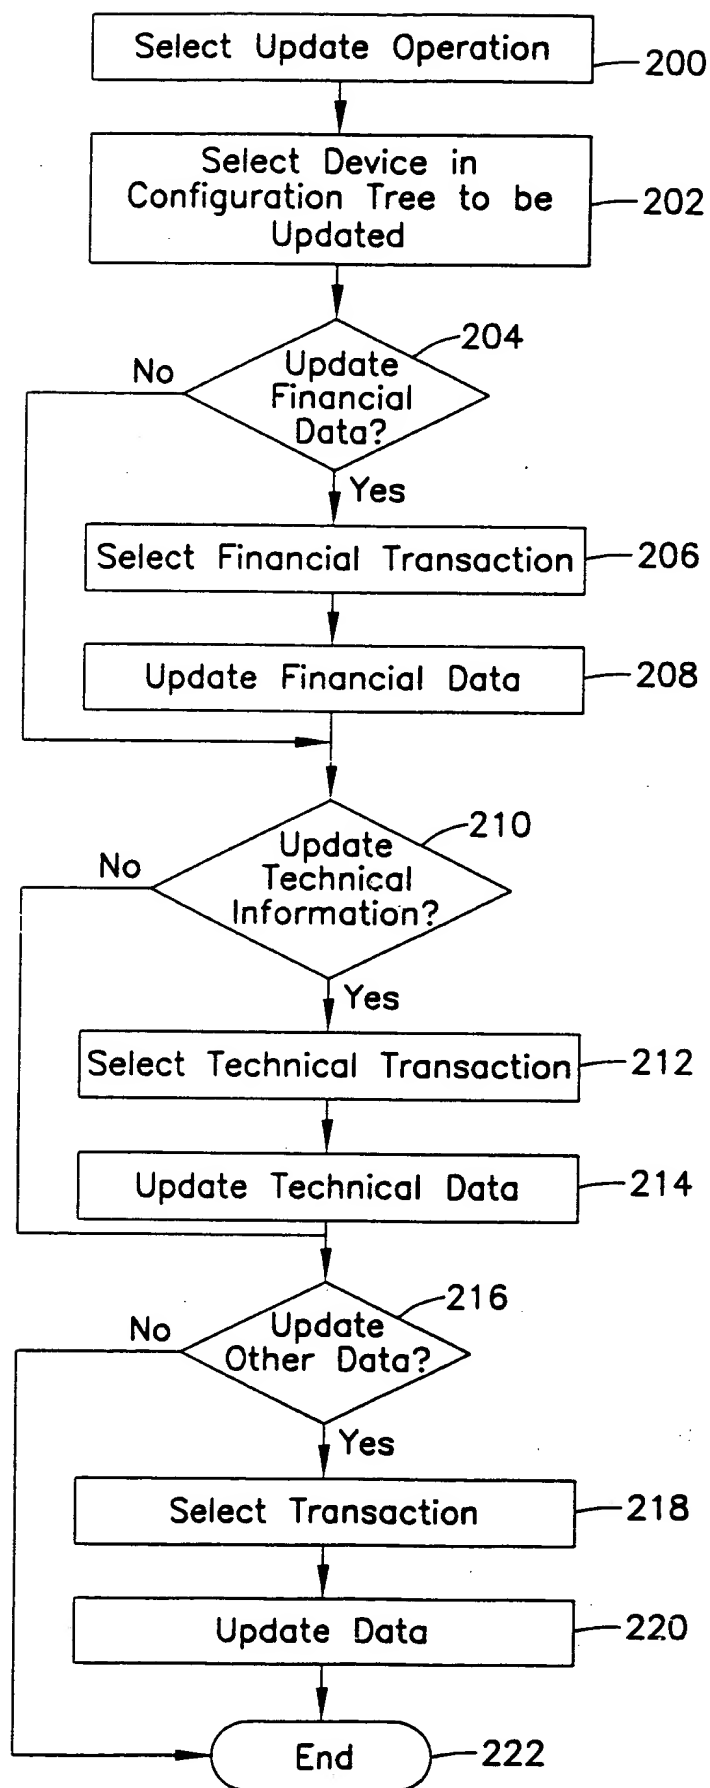 Select Update Operation
200
Select Device in
Configuration Tree to be
Updated
202
204
No
Update
Financial
Data?
Yes
Select Financial Transaction
206
Update Financial Data
208
210
No
Update
Technical
Information?
Yes
Select Technical Transaction
212
Update Technical Data
214
216
No
Update
Other Data?
Yes
Select Transaction
218
Update Data
220
End
222